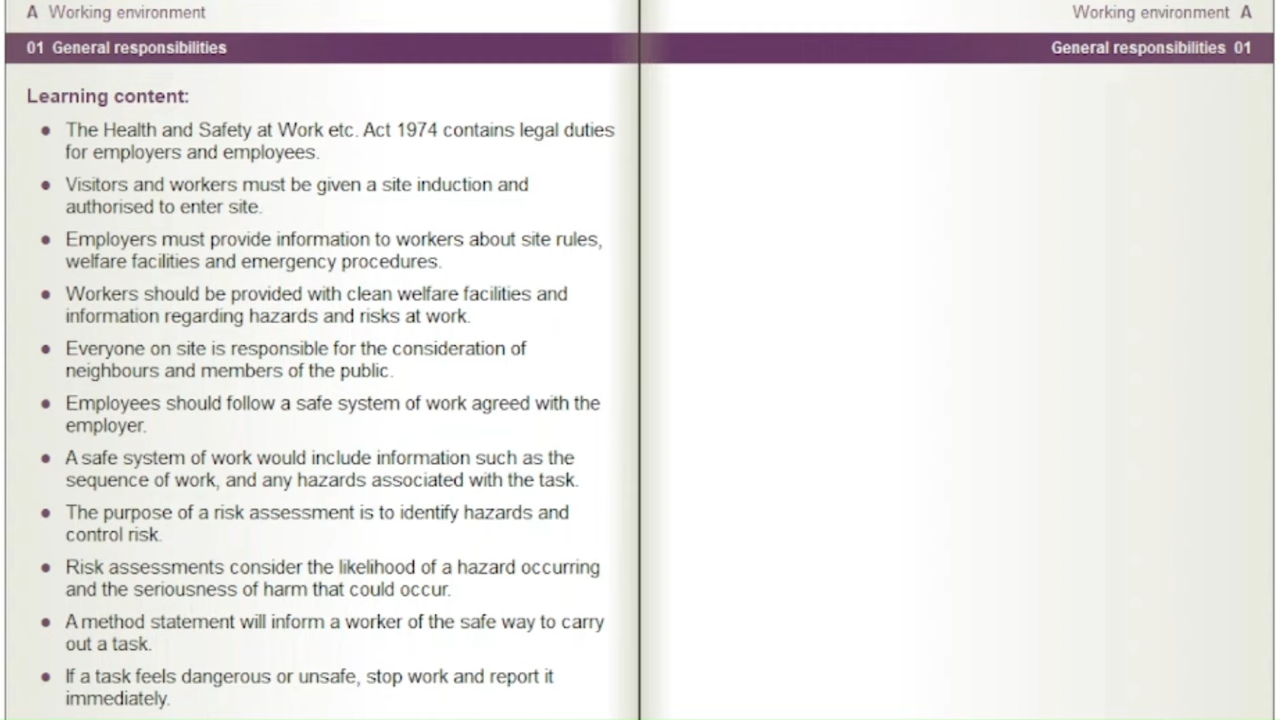 A Working environment
01 General responsibilities
Learning content:
• The Health and Safety at Work etc. Act 1974 contains legal duties
for employers and employees.
• Visitors and workers must be given a site induction and
authorised to enter site.
• Employers must provide information to workers about site rules,
welfare facilities and emergency procedures.
• Workers should be provided with clean welfare facilities and
information regarding hazards and risks at work.
• Everyone on site is responsible for the consideration of
neighbours and members of the public.
• Employees should follow a safe system of work agreed with the
employer.
• A safe system of work would include information such as the
sequence of work, and any hazards associated with the task.
• The purpose of a risk assessment is to identify hazards and
control risk.
• Risk assessments consider the likelihood of a hazard occurring
and the seriousness of harm that could occur.
• A method statement will inform a worker of the safe way to carry
out a task.
• If a task feels dangerous or unsafe, stop work and report it
immediately.
Working environment A
General responsibilities 01